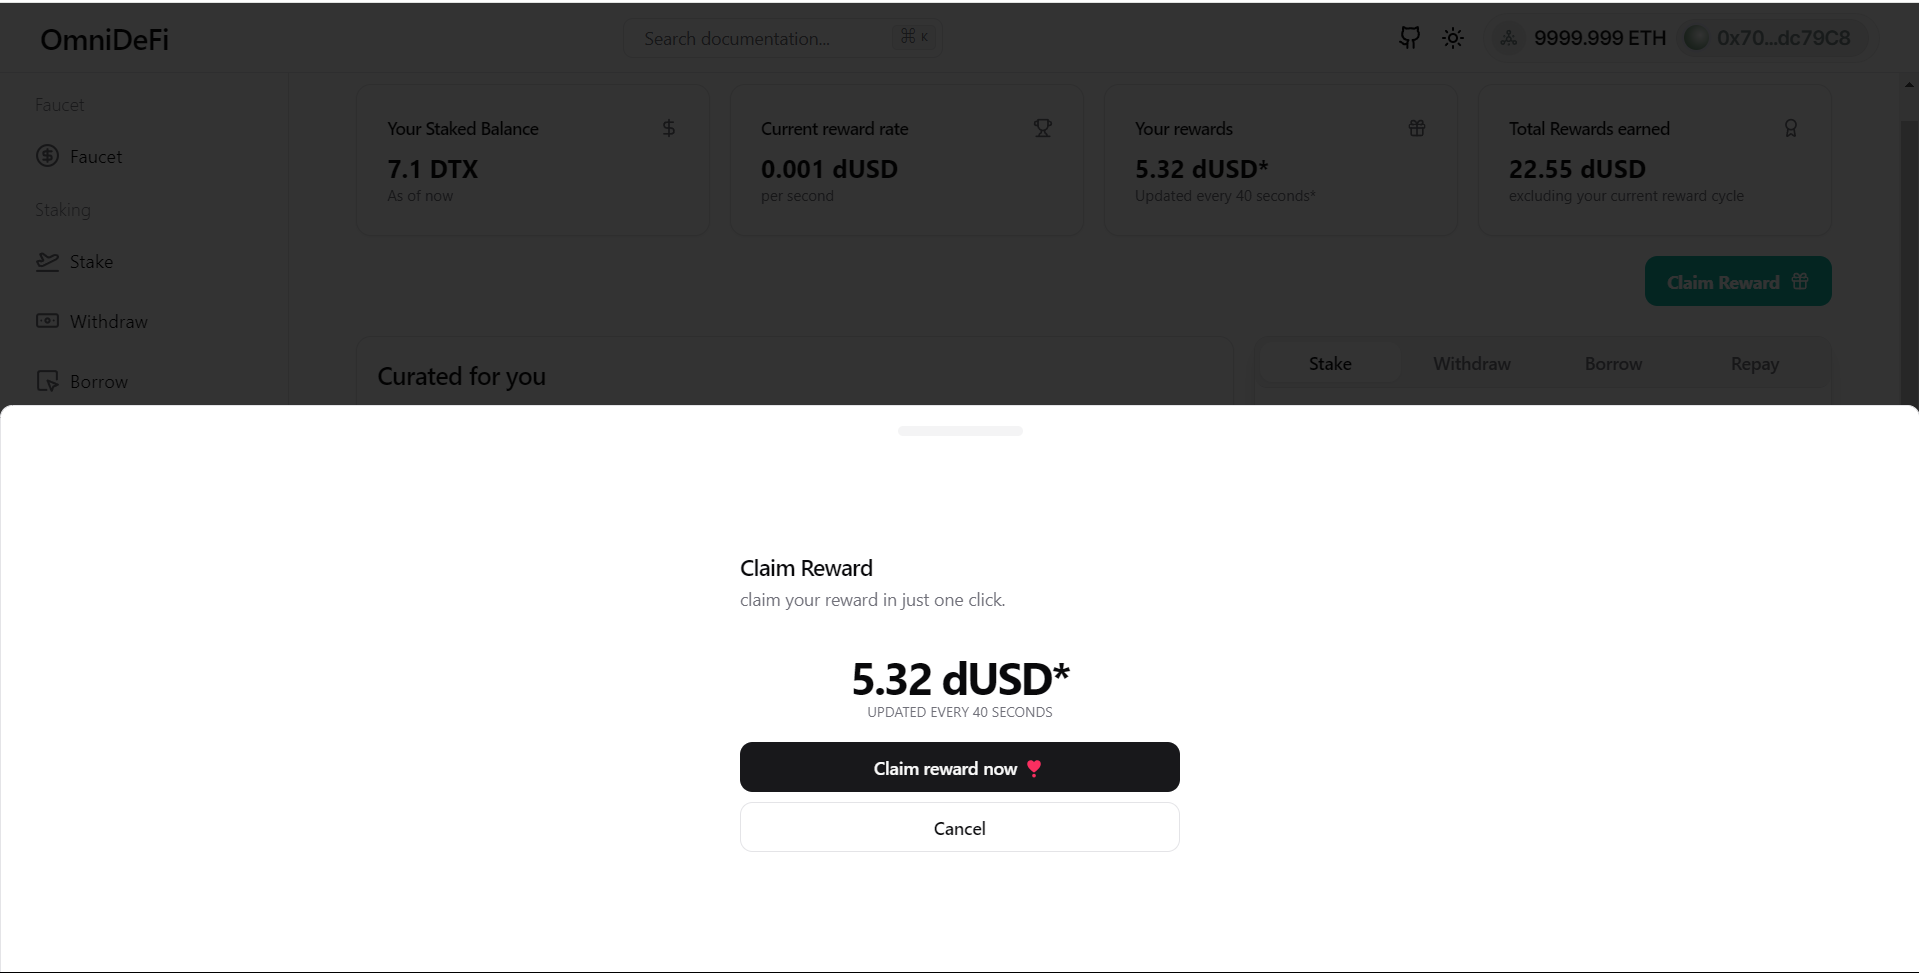 OmniDeFi
Search documentation... ⌘ K
9999.999 ETH 0x70...dc79C8
Faucet
Faucet
Staking
Stake
Withdraw
Borrow
Your Staked Balance
7.1 DTX
As of now
Current reward rate
0.001 dUSD
per second
Your rewards
5.32 dUSD*
Updated every 40 seconds*
Total Rewards earned
22.55 dUSD
excluding your current reward cycle
Claim Reward
Curated for you
Stake Withdraw Borrow Repay
Claim Reward
claim your reward in just one click.
5.32 dUSD*
UPDATED EVERY 40 SECONDS
Claim reward now
Cancel